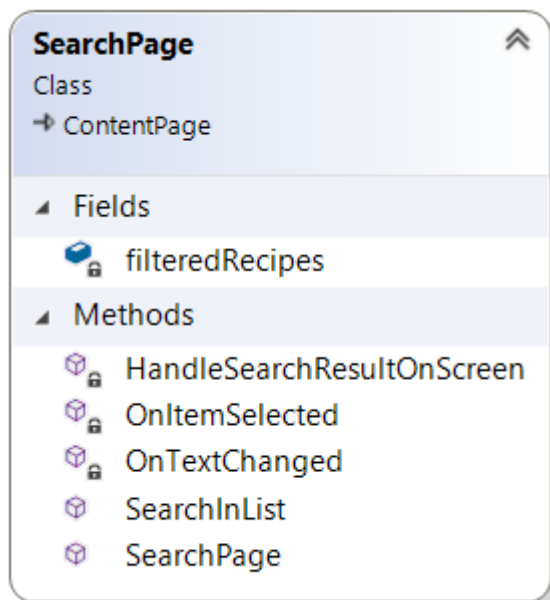 SearchPage
Class
ContentPage
Fields
filteredRecipes
Methods
HandleSearchResultOnScreen
OnItemSelected
OnTextChanged
SearchInList
SearchPage